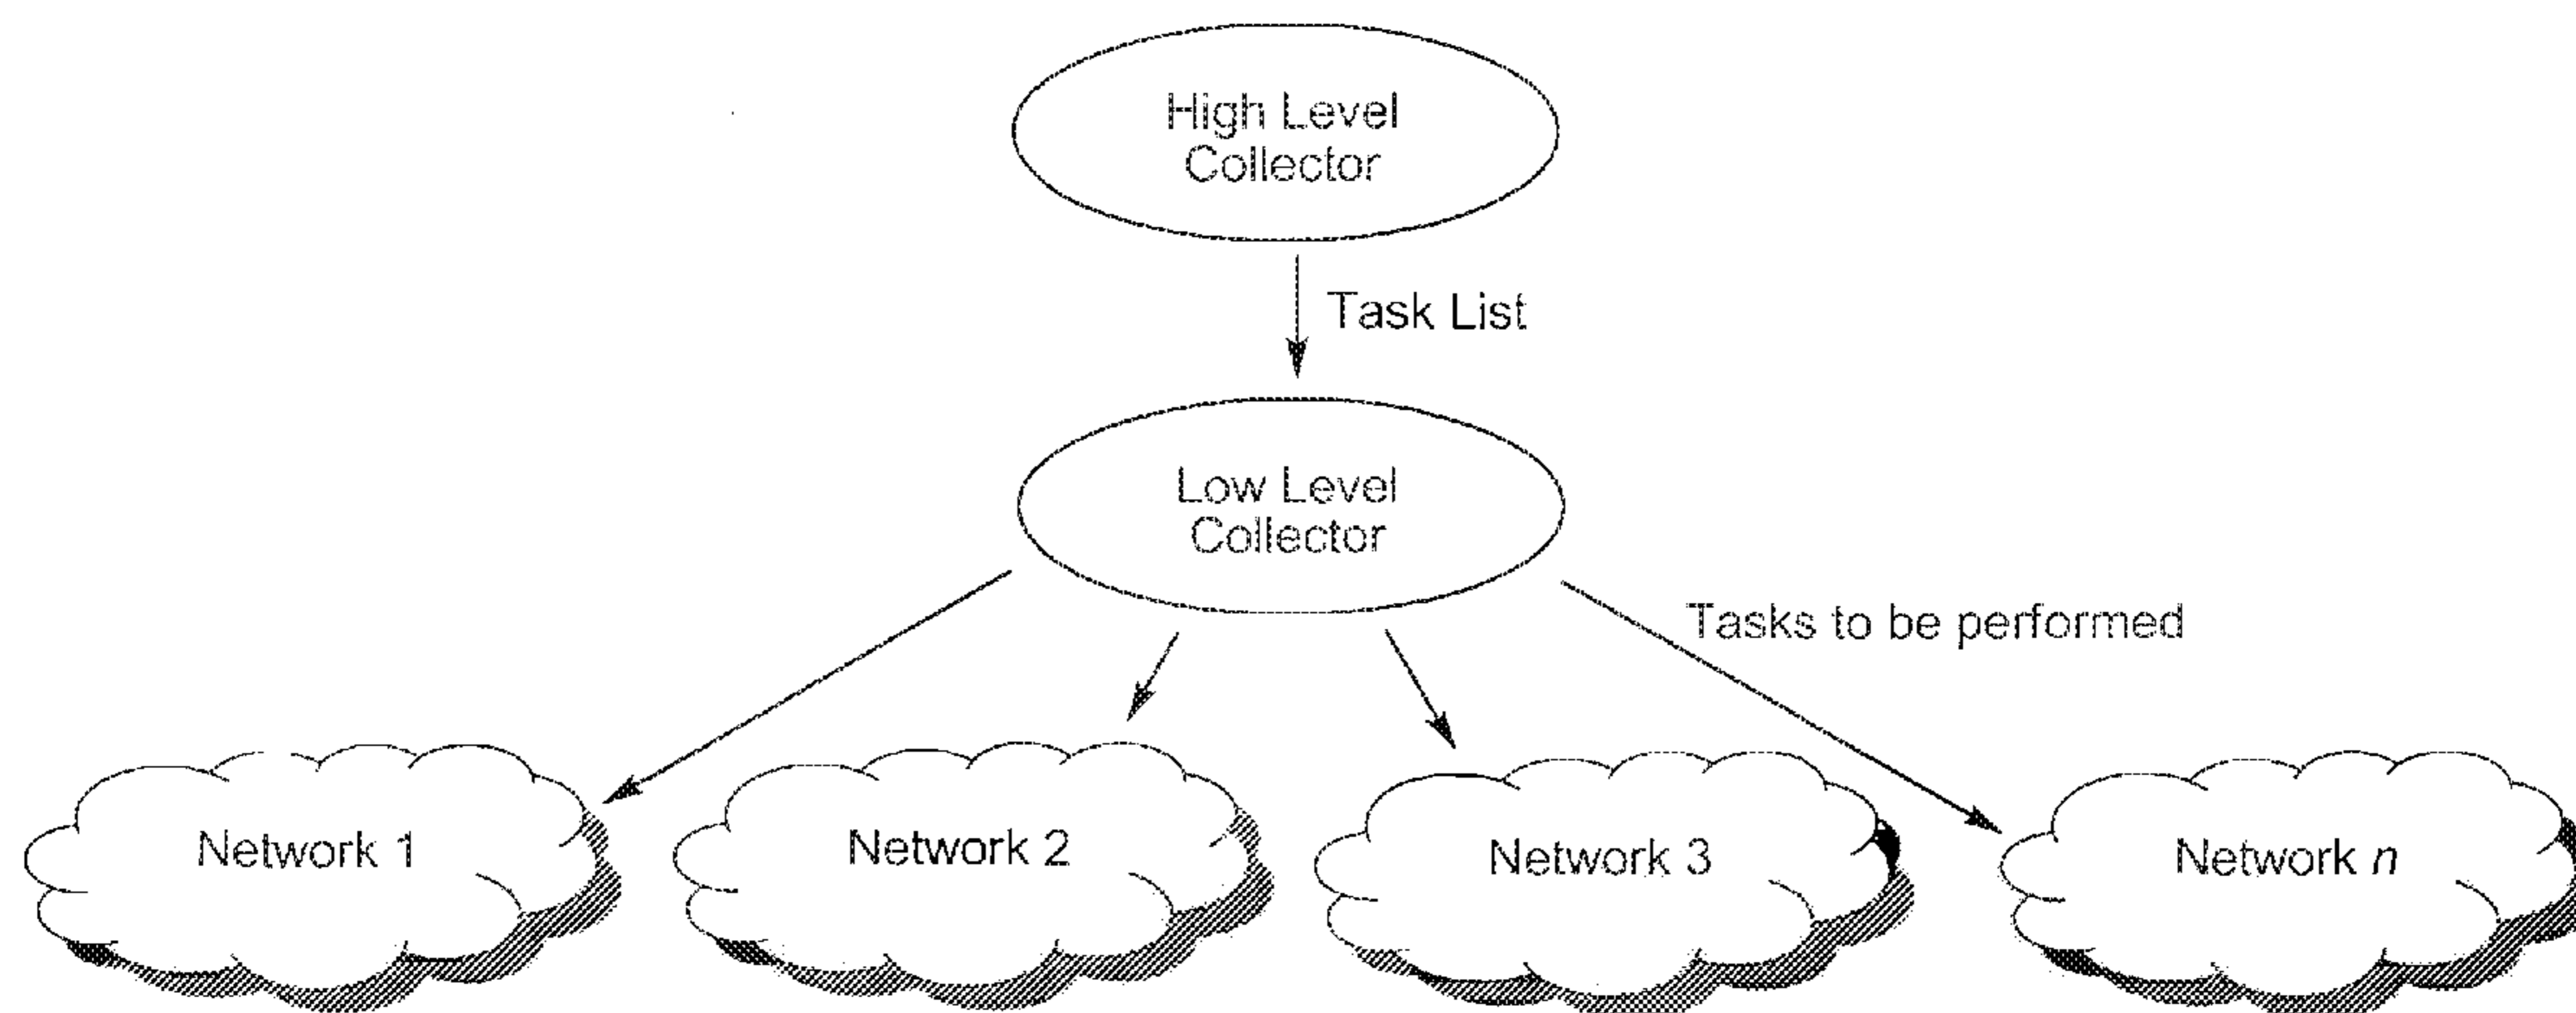 High Level
Collector
Task List
Low Level
Collector
Tasks to be performed
Network 1
Network 2
Network 3
Network n